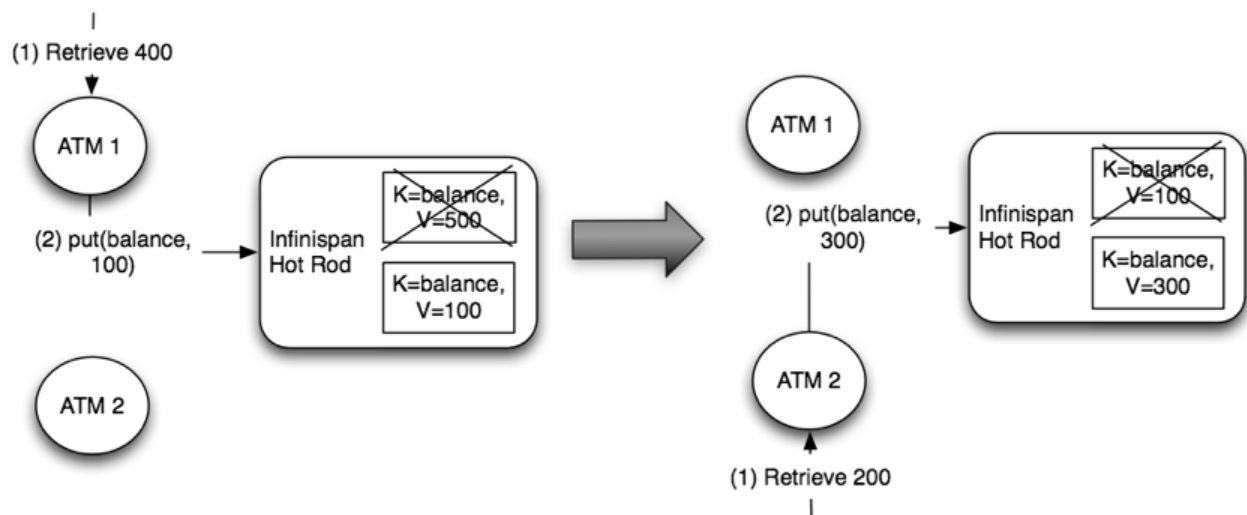 (1) Retrieve 400
ATM 1
(2) put(balance,
100)
Infinispan
Hot Rod
K=balance,
V=500
K=balance,
V=100
ATM 2
ATM 1
(2) put(balance,
300)
Infinispan
Hot Rod
K=balance,
V=100
K=balance,
V=300
ATM 2
(1) Retrieve 200